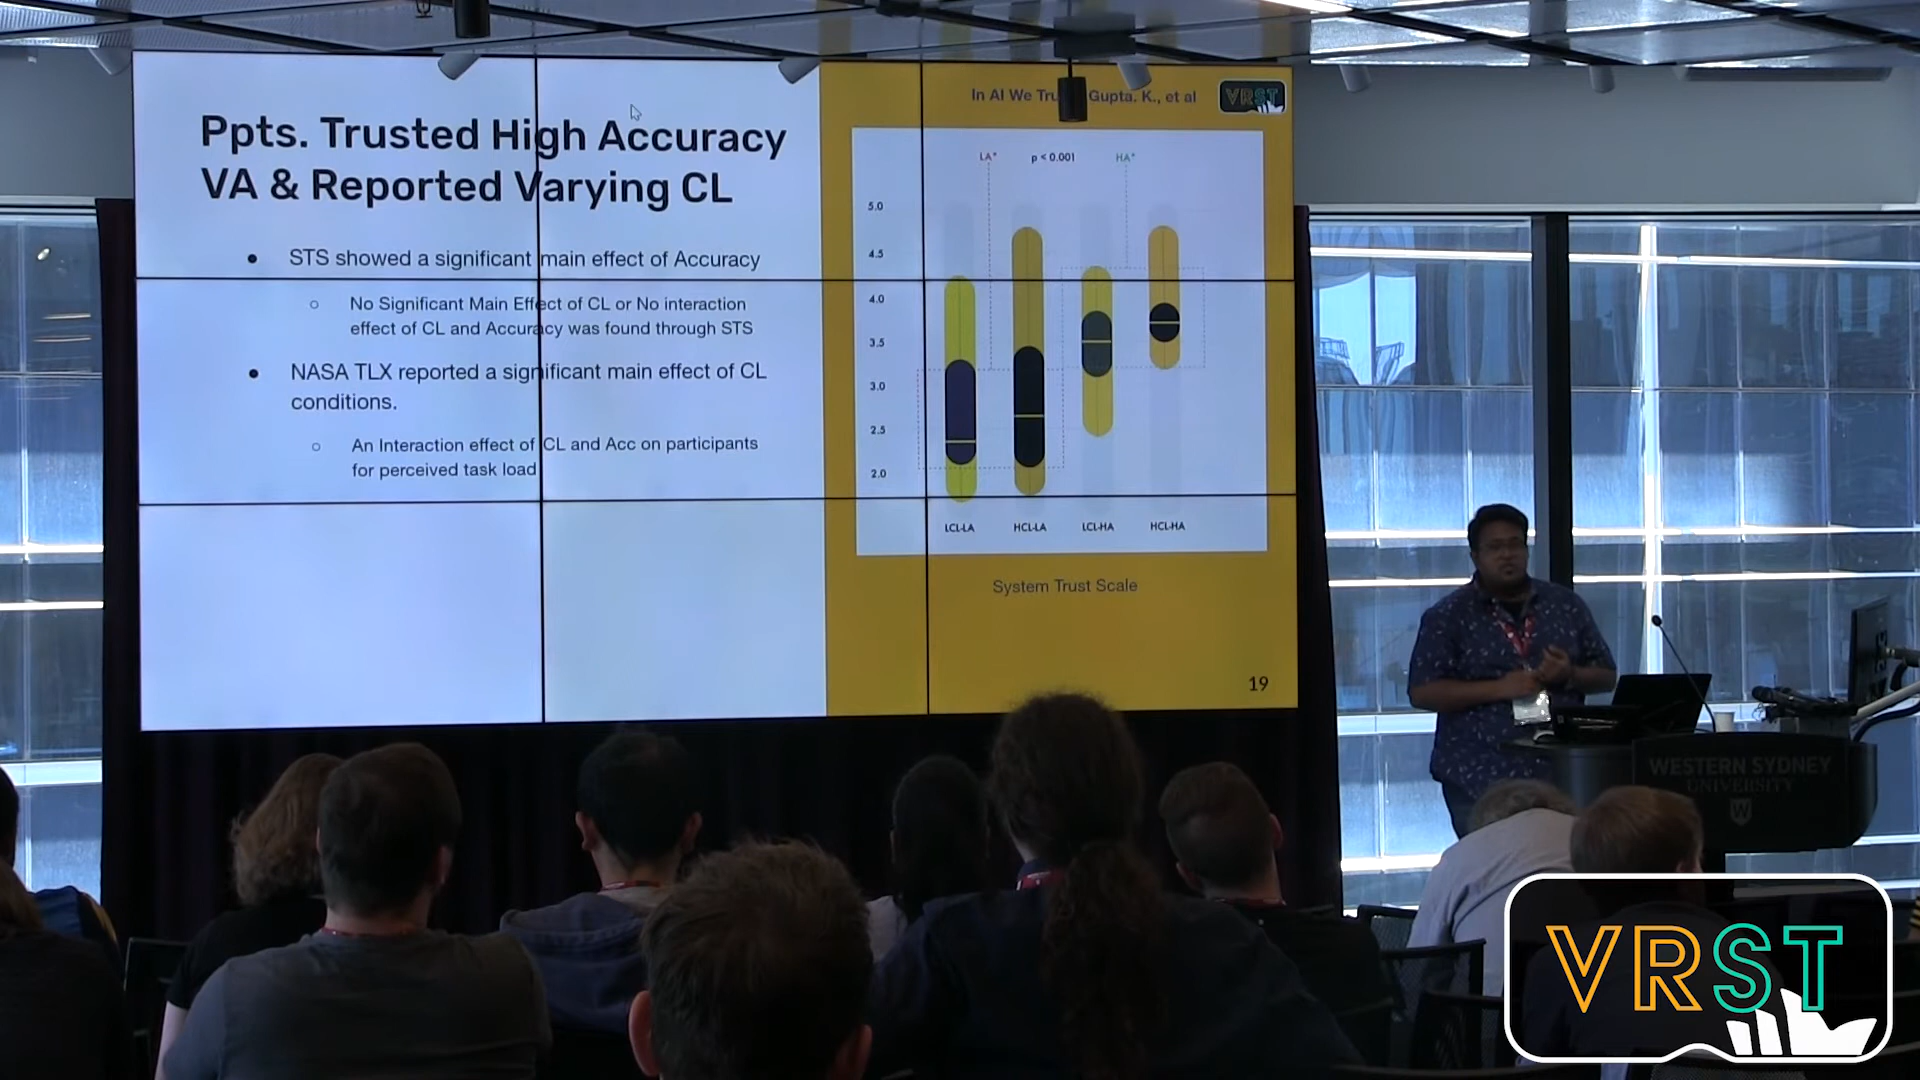 Ppts. Trusted High Accuracy
VA & Reported Varying CL
● STS showed a significant main effect of Accuracy
○ No Significant Main Effect of CL or No interaction
effect of CL and Accuracy was found through STS
● NASA TLX reported a significant main effect of CL
conditions.
○ An Interaction effect of CL and Acc on participants
for perceived task load
In AI We Tru Gupta, K., et al
VRST
LA* p < 0.001 HA*
5.0
4.5
4.0
3.5
3.0
2.5
2.0
LCL-LA HCL-LA LCL-HA HCL-HA
System Trust Scale
19
WESTERN SYDNEY
UNIVERSITY
W
VRST